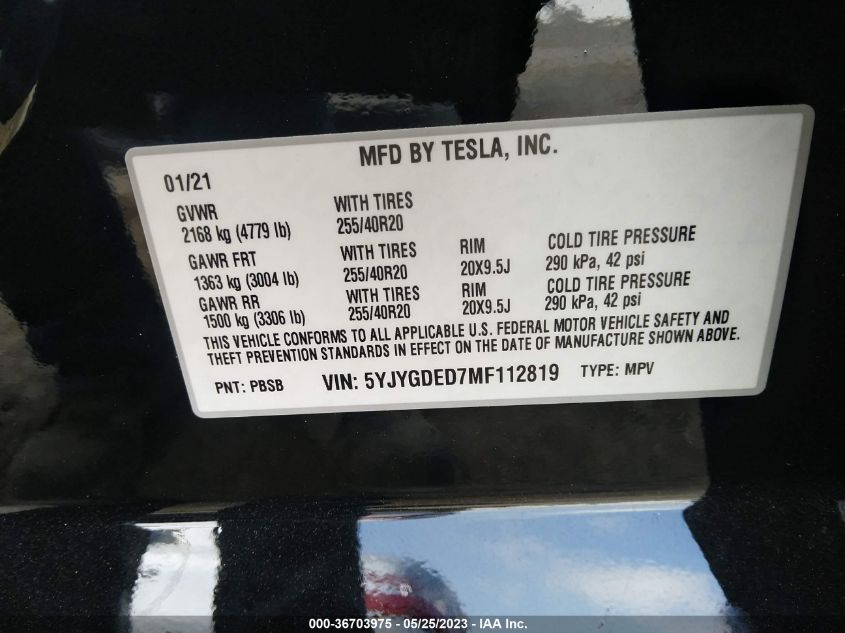 MFD BY TESLA, INC.
01/21
GVWR WITH TIRES
2168 kg (4779 lb) 255/40R20
GAWR FRT WITH TIRES RIM COLD TIRE PRESSURE
1363 kg (3004 lb) 255/40R20 20X9.5J 290 kPa, 42 psi
GAWR RR WITH TIRES RIM COLD TIRE PRESSURE
1500 kg (3306 lb) 255/40R20 20X9.5J 290 kPa, 42 psi
THIS VEHICLE CONFORMS TO ALL APPLICABLE U.S. FEDERAL MOTOR VEHICLE SAFETY AND
THEFT PREVENTION STANDARDS IN EFFECT ON THE DATE OF MANUFACTURE SHOWN ABOVE.
PNT: PBSB VIN: 5YJYGDED7MF112819 TYPE: MPV
000-36703975 - 05/25/2023 - IAA Inc.